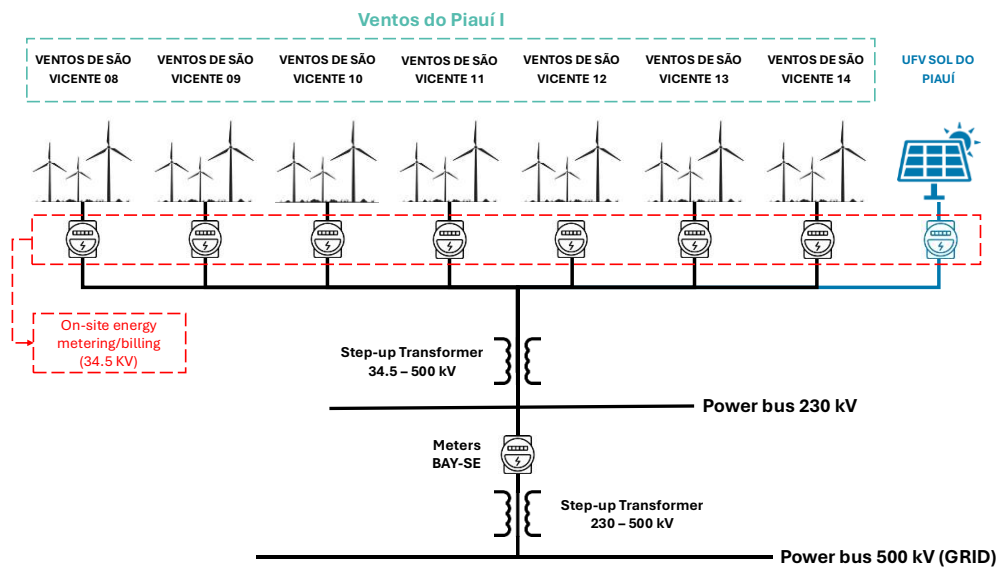 Ventos do Piauí I
VENTOS DE SÃO
VICENTE 08
VENTOS DE SÃO
VICENTE 09
VENTOS DE SÃO
VICENTE 10
VENTOS DE SÃO
VICENTE 11
VENTOS DE SÃO
VICENTE 12
VENTOS DE SÃO
VICENTE 13
VENTOS DE SÃO
VICENTE 14
UFV SOL DO
PIAUÍ
On-site energy
metering/billing
(34.5 KV)
Step-up Transformer
34.5 – 500 kV
Power bus 230 kV
Meters
BAY-SE
Step-up Transformer
230 – 500 kV
Power bus 500 kV (GRID)